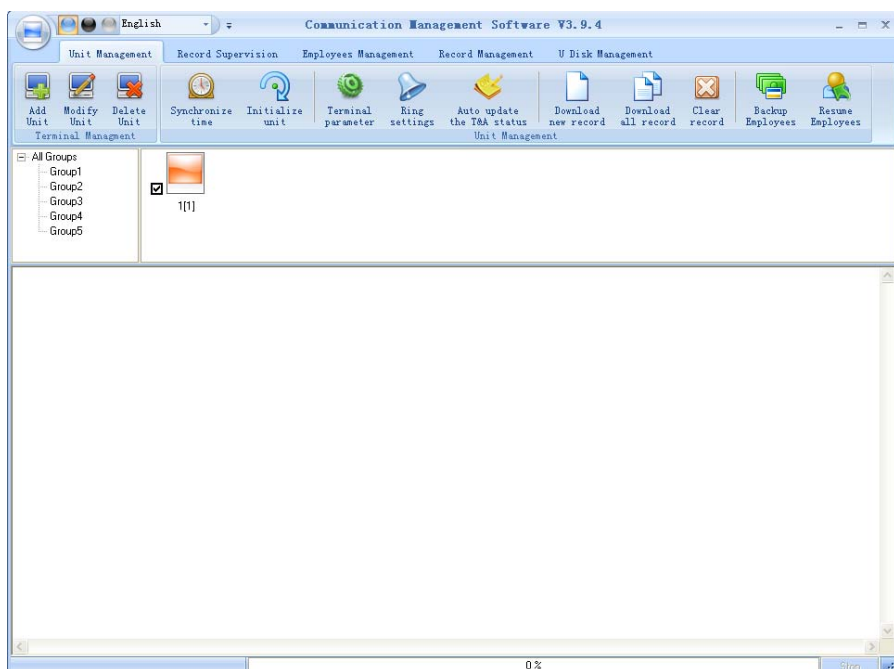 English
Communication Management Software V3.9.4
Unit Management
Record Supervision
Employees Management
Record Management
U Disk Management
Add Unit
Modify Unit
Delete Unit
Synchronize time
Initialize unit
Terminal parameter
Ring settings
Auto update the T&A status
Download new record
Download all record
Clear record
Backup Employees
Resume Employees
Terminal Managment
Unit Management
All Groups
Group1
Group2
Group3
Group4
Group5
1[1]
0%
Stop